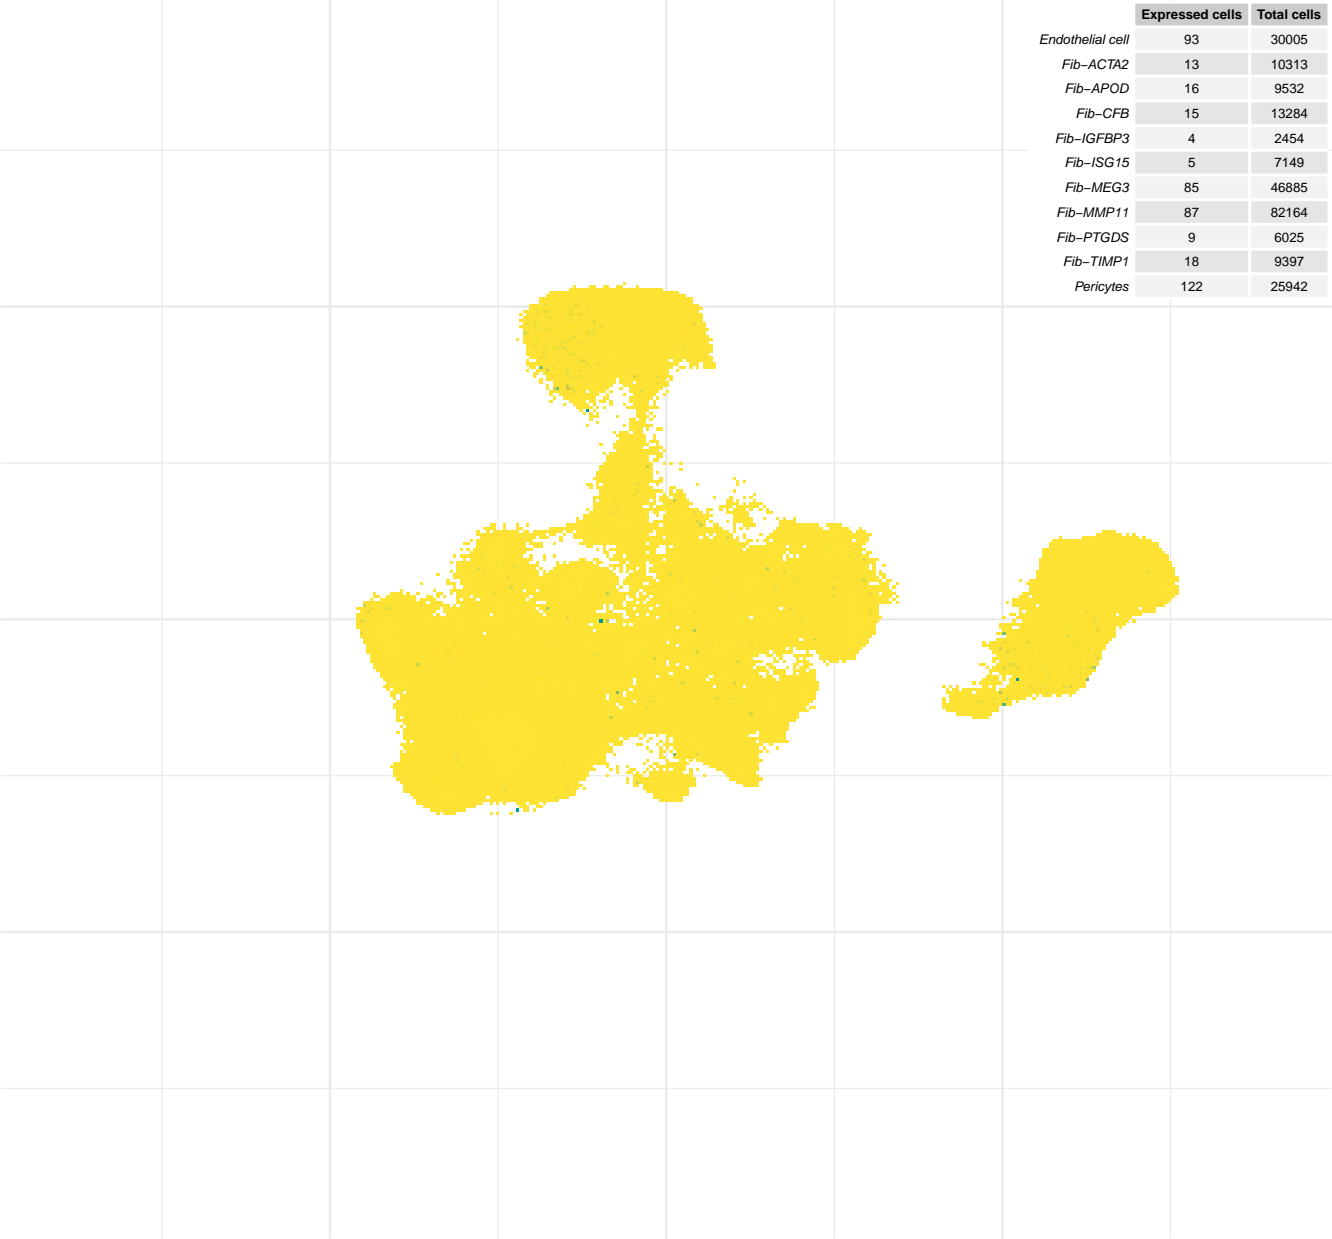 Expressed cells Total cells
Endothelial cell 93 30005
Fib−ACTA2 13 10313
Fib−APOD 16 9532
Fib−CFB 15 13284
Fib−IGFBP3 4 2454
Fib−ISG15 5 7149
Fib−MEG3 85 46885
Fib−MMP11 87 82164
Fib−PTGDS 9 6025
Fib−TIMP1 18 9397
Pericytes 122 25942